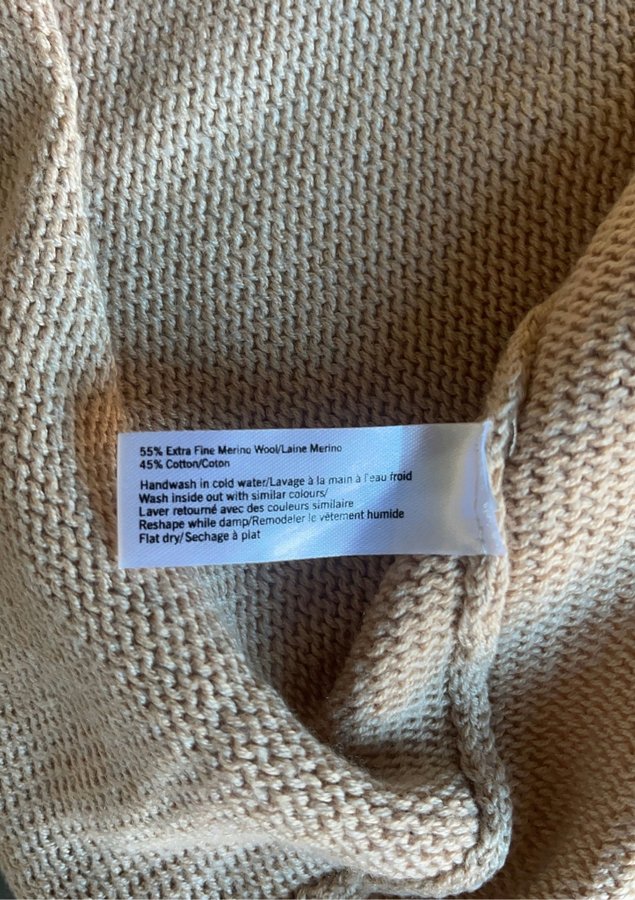 55% Extra Fine Merino Wool/Laine Merino
45% Cotton/Coton
Handwash in cold water/Lavage à la main à l'eau froid
Wash inside out with similar colours/
Laver retourné avec des couleurs similaire
Reshape while damp/Remodeler le vêtement humide
Flat dry/Sechage à plat